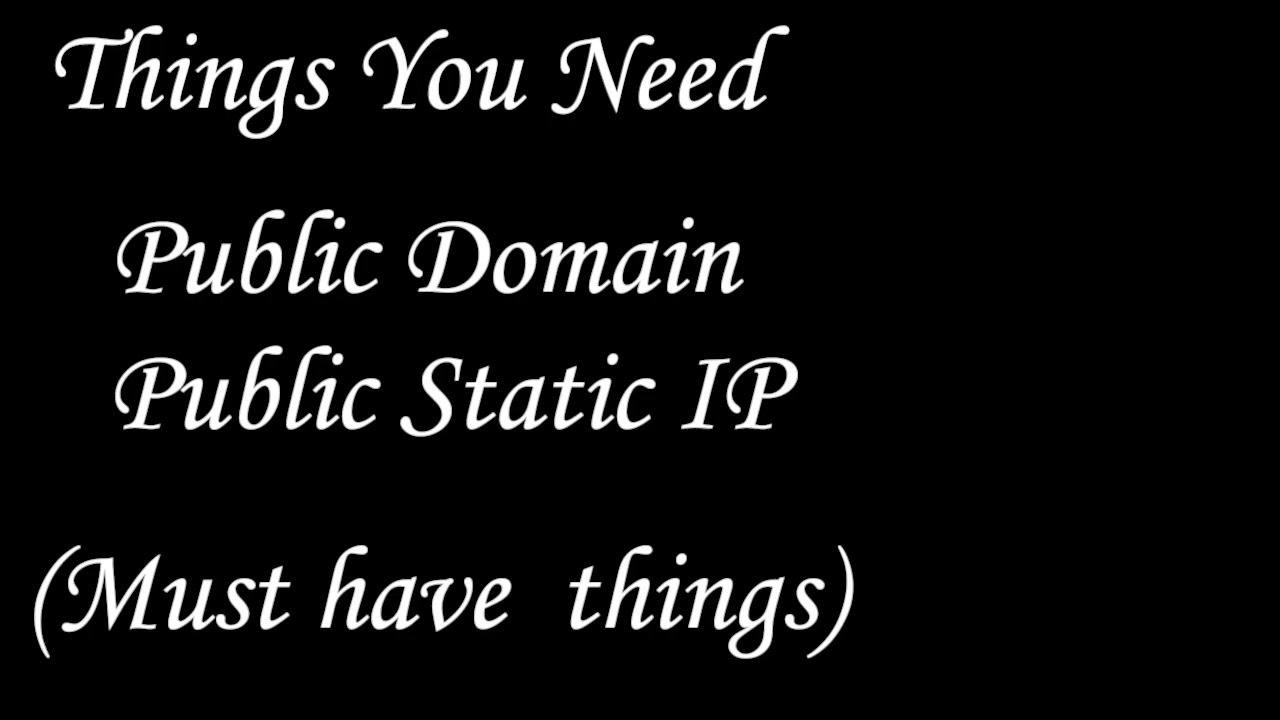 Things You Need
Public Domain
Public Static IP
(Must have things)